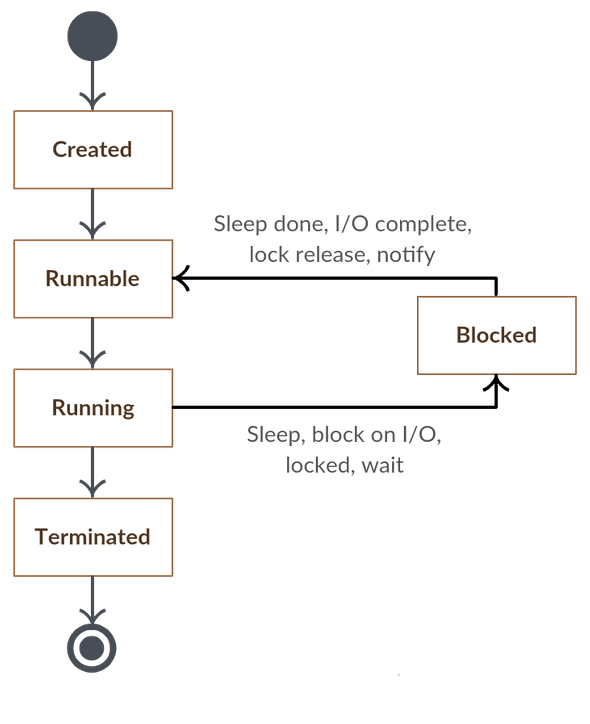 Created
Sleep done, I/O complete,
lock release, notify
Runnable
Blocked
Running
Sleep, block on I/O,
locked, wait
Terminated